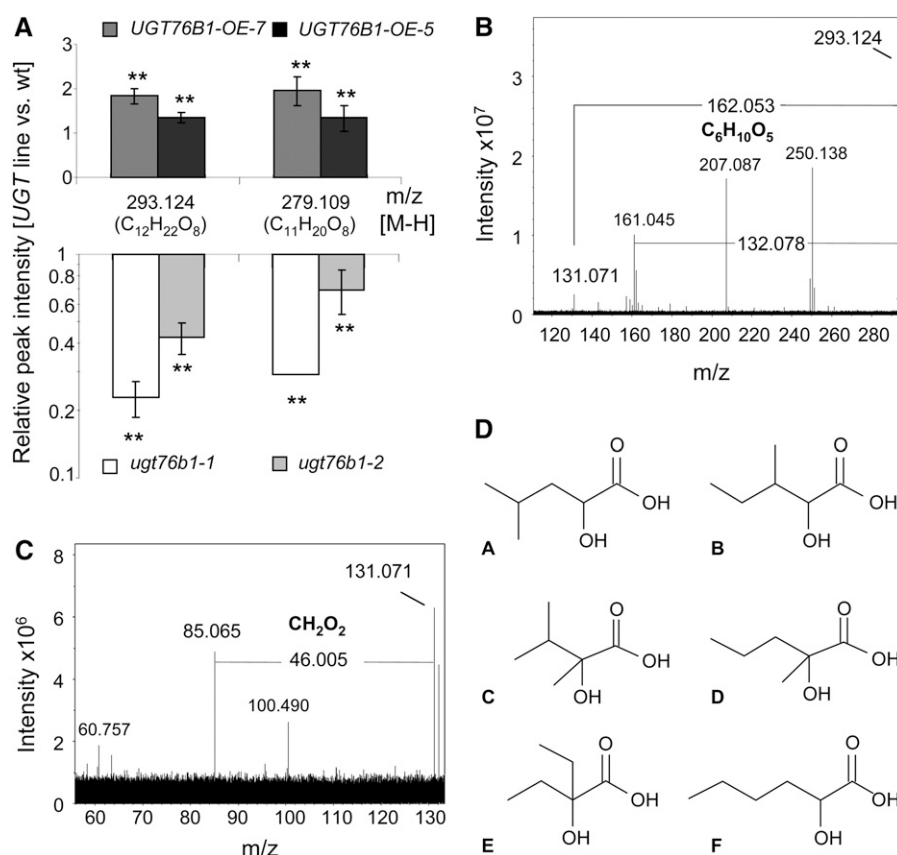 A
UGT76B1-OE-7 UGT76B1-OE-5
Relative peak intensity [UGT line vs. wt]
3
2
1
0
** ** ** **
293.124 279.109 m/z
(C12H22O8) (C11H20O8) [M-H]
1
0.8
0.6
0.4
0.2
0.1
** ** ** **
ugt76b1-1 ugt76b1-2
B
Intensity x10⁷
3
2
1
0
293.124
162.053
C6H10O5
207.087 250.138
161.045
132.078
131.071
120 140 160 180 200 220 240 260 280
m/z
C
Intensity x10⁶
8
6
4
2
0
131.071
85.065
CH2O2
46.005
100.490
60.757
60 70 80 90 100 110 120 130
m/z
D
O
OH
OH
A
O
OH
OH
B
O
OH
OH
C
O
OH
OH
D
O
OH
OH
E
O
OH
OH
F